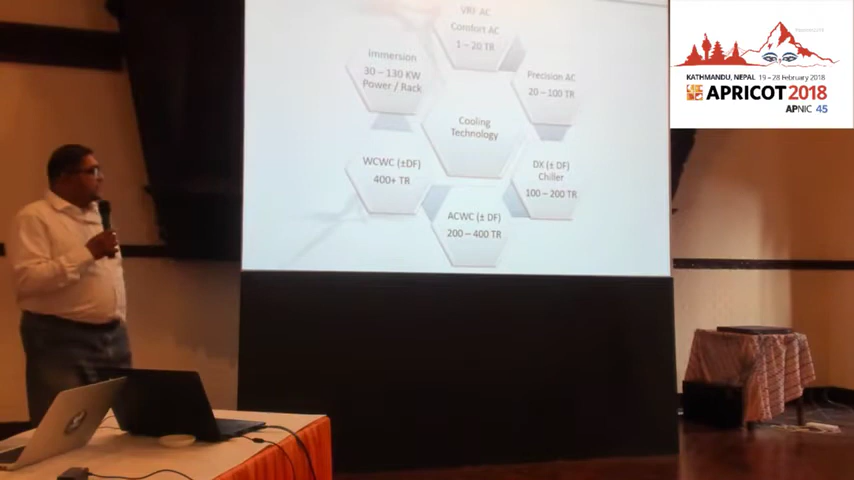 VRF AC
Comfort AC
1 – 20 TR
Precision AC
20 – 100 TR
DX (± DF)
Chiller
100 – 200 TR
ACWC (± DF)
200 – 400 TR
WCWC (±DF)
400+ TR
immersion
30 – 130 KW
Power / Rack
Cooling
Technology
KATHMANDU, NEPAL 19 – 28 February 2018
APRICOT 2018
APNIC 45